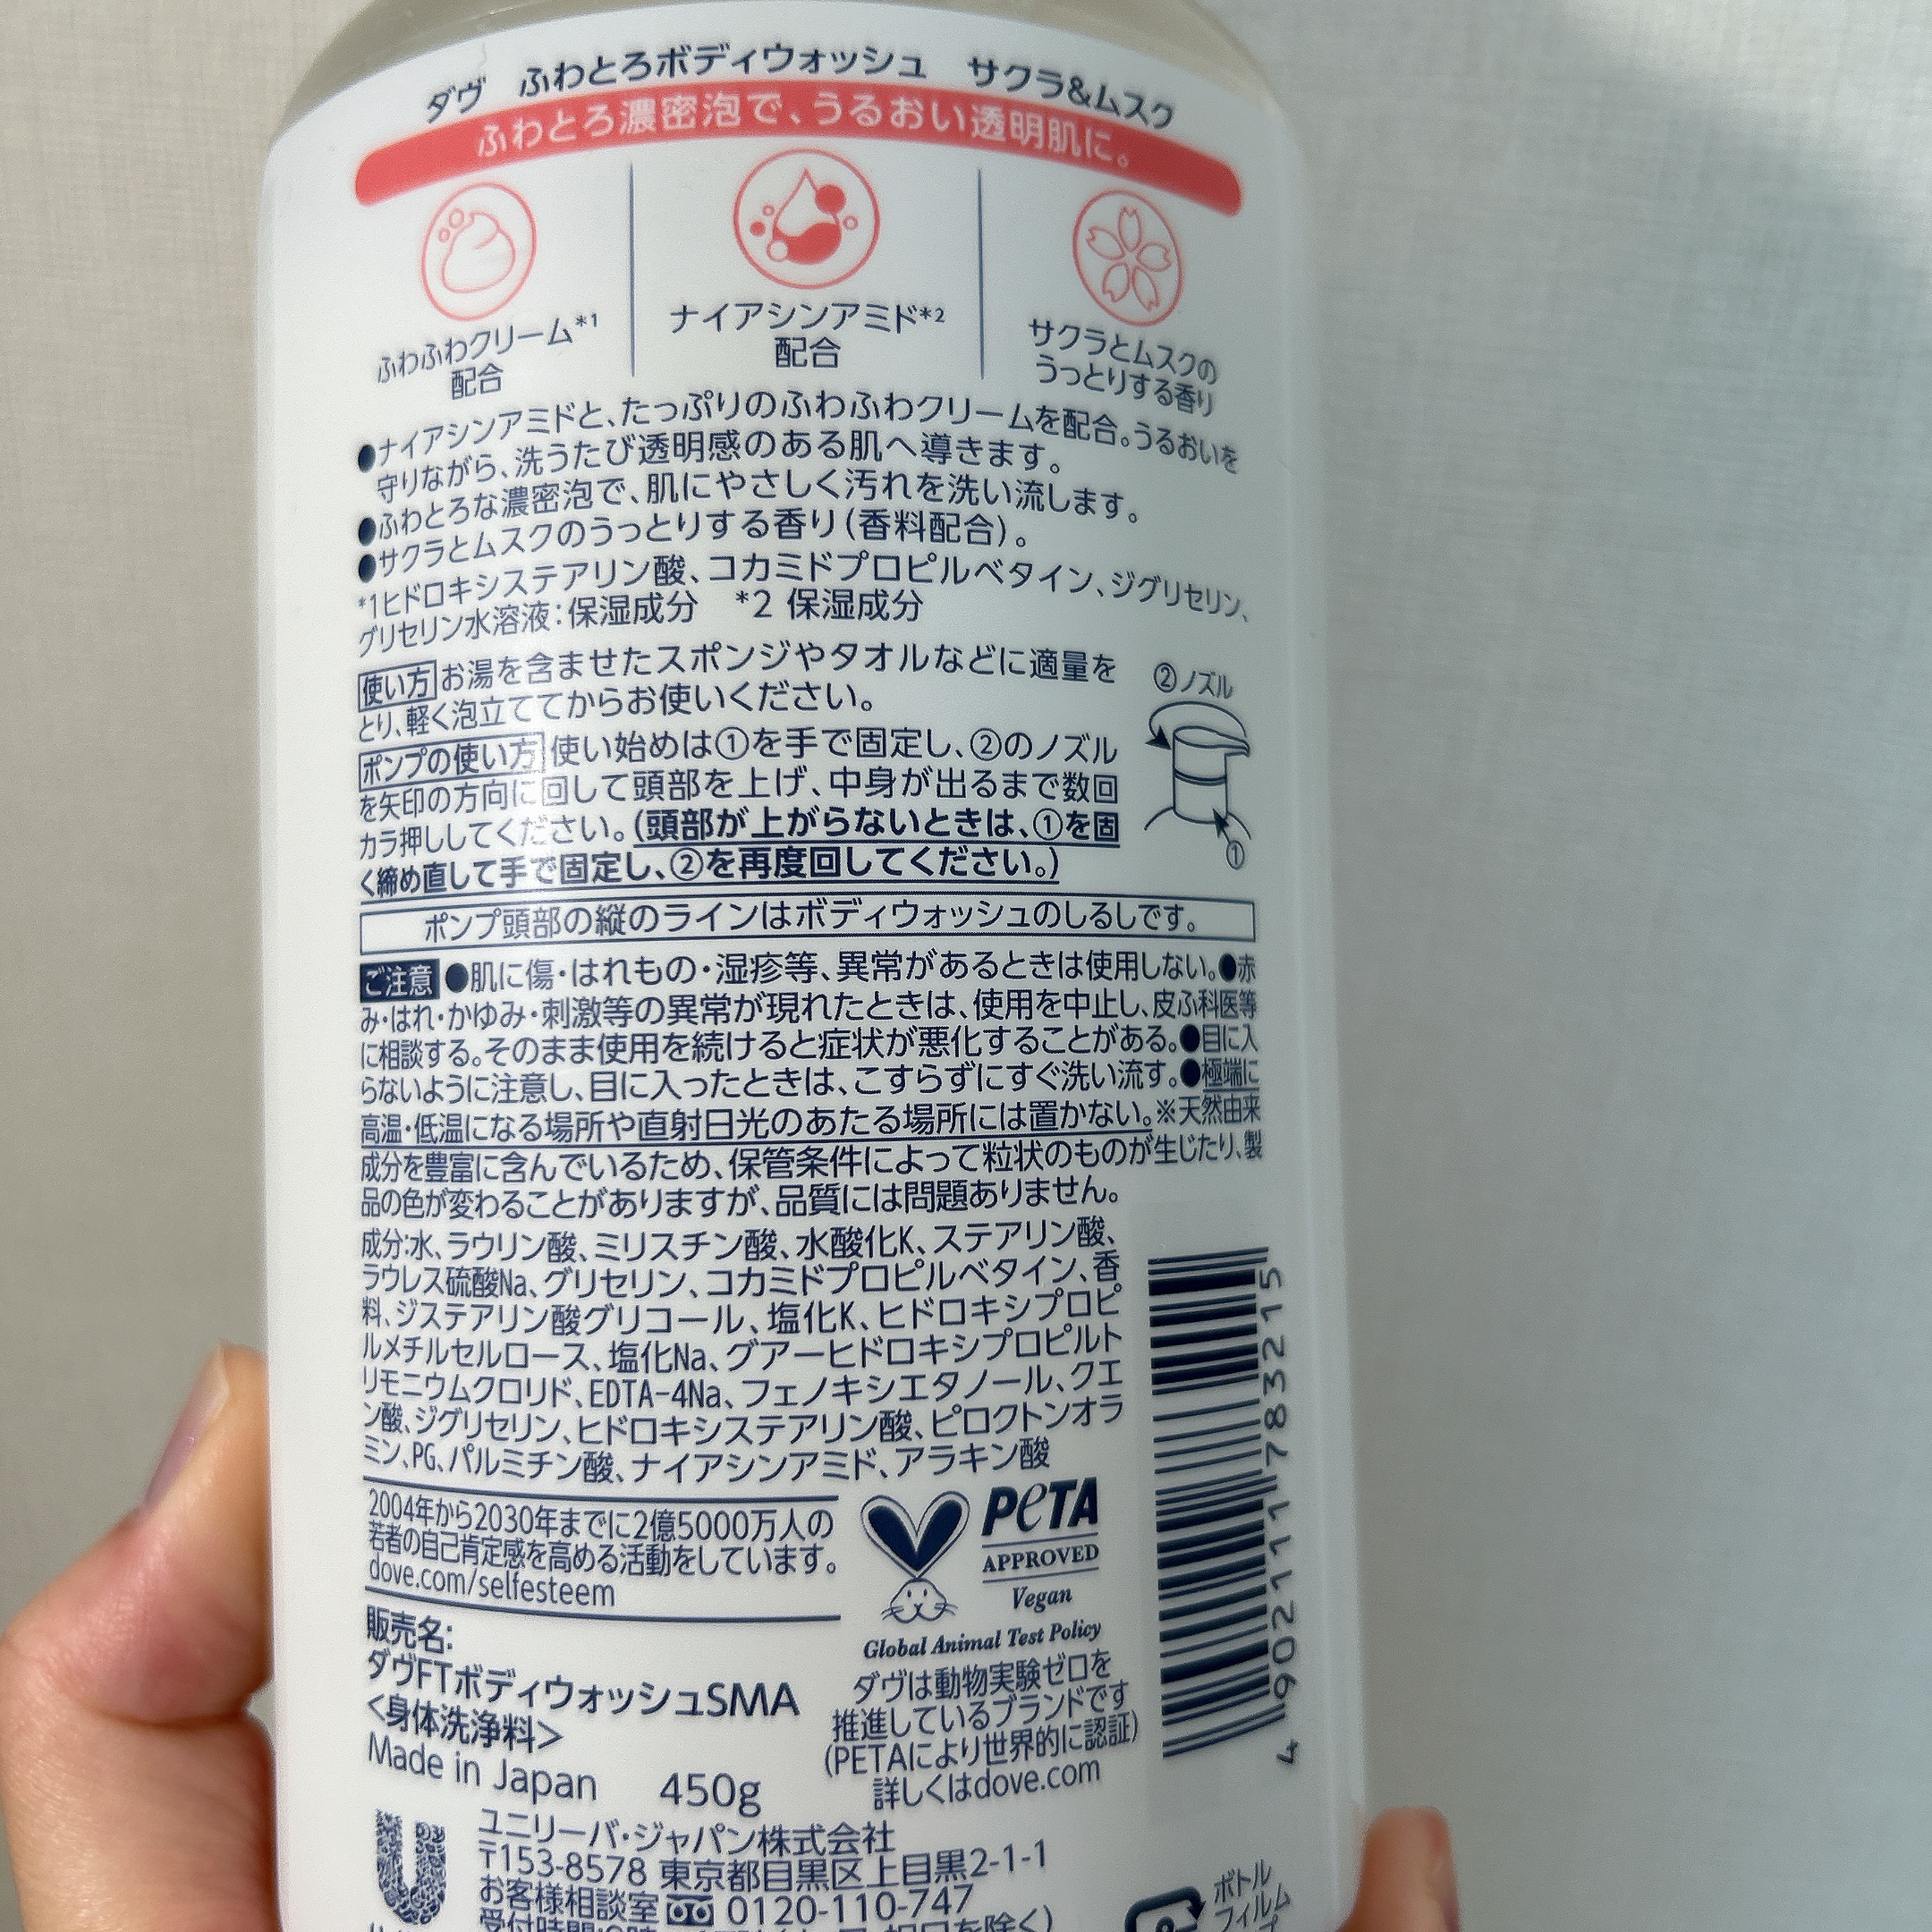 ダヴ ふわとろボディウォッシュ サクラ&ムスク
ふわとろ濃密泡で、うるおい透明肌に。
ふわふわクリーム*1
配合
ナイアシンアミド*2
配合
サクラとムスクの
うっとりする香り
●ナイアシンアミドと、たっぷりのふわふわクリームを配合。うるおいを
守りながら、洗うたび透明感のある肌へ導きます。
●ふわとろな濃密泡で、肌にやさしく汚れを洗い流します。
●サクラとムスクのうっとりする香り(香料配合)。
*1ヒドロキシステアリン酸、コカミドプロピルベタイン、ジグリセリン、
グリセリン水溶液:保湿成分 *2 保湿成分
使い方 お湯を含ませたスポンジやタオルなどに適量を
とり、軽く泡立ててからお使いください。
ポンプの使い方 使い始めは①を手で固定し、②のノズル
を矢印の方向に回して頭部を上げ、中身が出るまで数回
カラ押ししてください。(頭部が上がらないときは、①を固
く締め直して手で固定し、②を再度回してください。)
②ノズル
①
ポンプ頭部の縦のラインはボディウォッシュのしるしです。
ご注意 ●肌に傷・はれもの・湿疹等、異常があるときは使用しない。●赤
み・はれ・かゆみ・刺激等の異常が現れたときは、使用を中止し、皮ふ科医等
に相談する。そのまま使用を続けると症状が悪化することがある。●目に入
らないように注意し、目に入ったときは、こすらずにすぐ洗い流す。●極端に
高温・低温になる場所や直射日光のあたる場所には置かない。※天然由来
成分を豊富に含んでいるため、保管条件によって粒状のものが生じたり、製
品の色が変わることがありますが、品質には問題ありません。
成分:水、ラウリン酸、ミリスチン酸、水酸化K、ステアリン酸、
ラウレス硫酸Na、グリセリン、コカミドプロピルベタイン、香
料、ジステアリン酸グリコール、塩化K、ヒドロキシプロピ
ルメチルセルロース、塩化Na、グアーヒドロキシプロピルト
リモニウムクロリド、EDTA-4Na、フェノキシエタノール、クエ
ン酸、ジグリセリン、ヒドロキシステアリン酸、ピロクトンオラ
ミン、PG、パルミチン酸、ナイアシンアミド、アラキン酸
4902111783215
2004年から2030年までに2億5000万人の
若者の自己肯定感を高める活動をしています。
dove.com/selfesteem
PeTA
APPROVED
Vegan
Global Animal Test Policy
ダヴは動物実験ゼロを
推進しているブランドです
(PETAにより世界的に認証)
詳しくはdove.com
販売名:
ダヴFTボディウォッシュSMA
<身体洗浄料>
Made in Japan 450g
ユニリーバ・ジャパン株式会社
〒153-8578 東京都目黒区上目黒2-1-1
お客様相談室 0120-110-747
受付時間
祝日を除く)
ボトル
フィルム